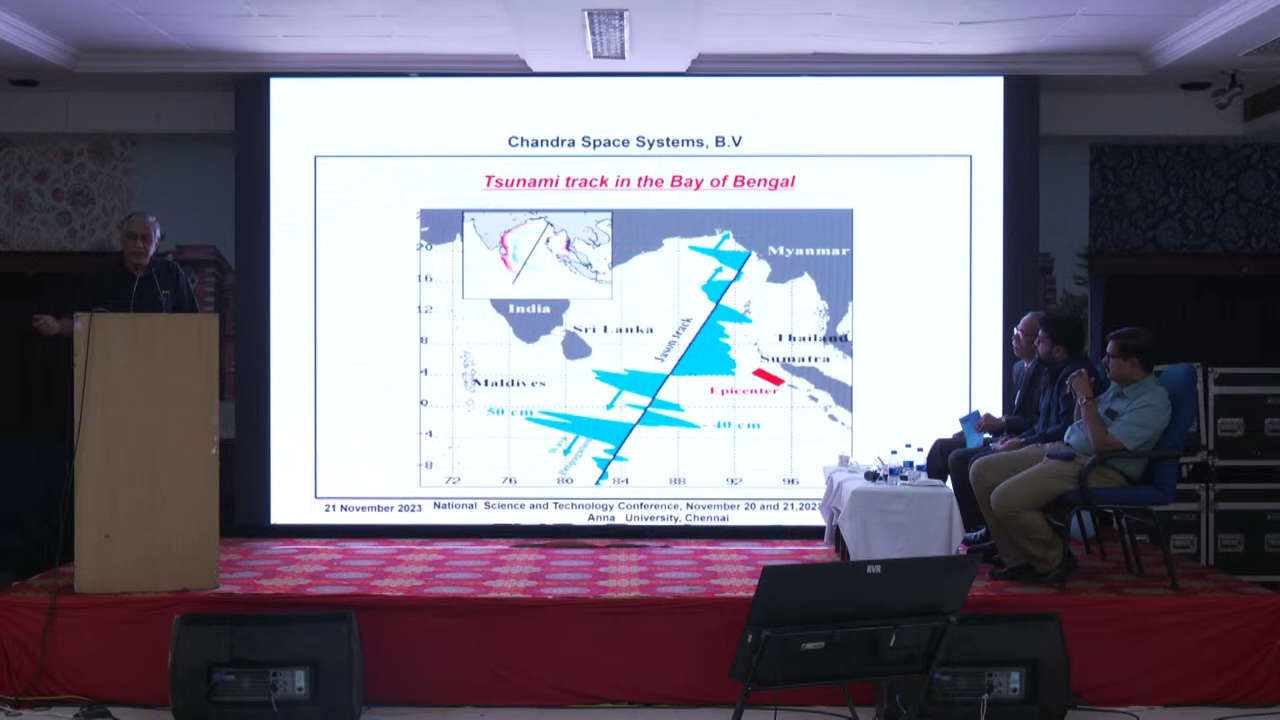 Chandra Space Systems, B.V
Tsunami track in the Bay of Bengal
20
Myanmar
16
12
India
Sri Lanka
Jason track
8
Thailand
Sumatra
4
Maldives
Epicenter
0
50 cm
- 40 cm
-4
-8
72 76 80 84 88 92 96
21 November 2023
National Science and Technology Conference, November 20 and 21,202
Anna University, Chennai
RVR